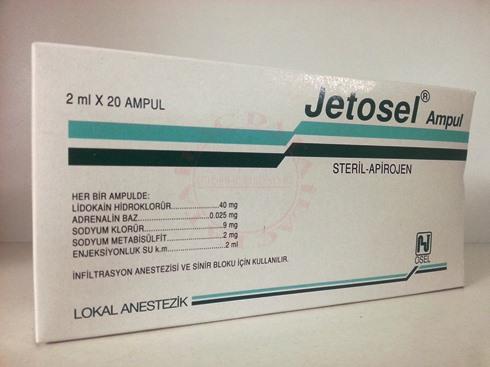 2 ml X 20 AMPUL
Jetosel® Ampul
STERİL-APİROJEN
HER BİR AMPULDE:
LİDOKAİN HİDROKLORÜR..............40 mg
ADRENALİN BAZ..............0.025 mg
SODYUM KLORÜR..............9 mg
SODYUM METABİSÜLFİT..............2 mg
ENJEKSİYONLUK SU k.m..............2 ml
İNFİLTRASYON ANESTEZİSİ VE SİNİR BLOKU İÇİN KULLANILIR.
OSEL
LOKAL ANESTEZİK